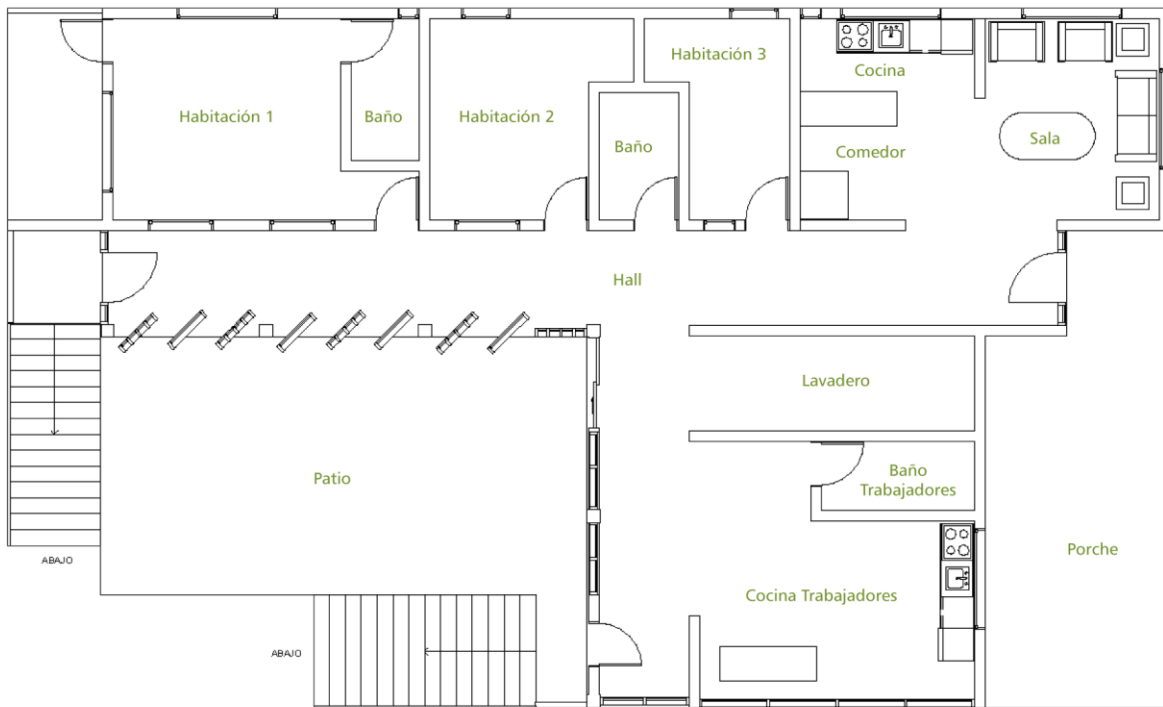 Habitación 3
Cocina
Habitación 1
Baño
Habitación 2
Baño
Comedor
Sala
Hall
Lavadero
Patio
Baño
Trabajadores
ABAJO
Porche
Cocina Trabajadores
ABAJO